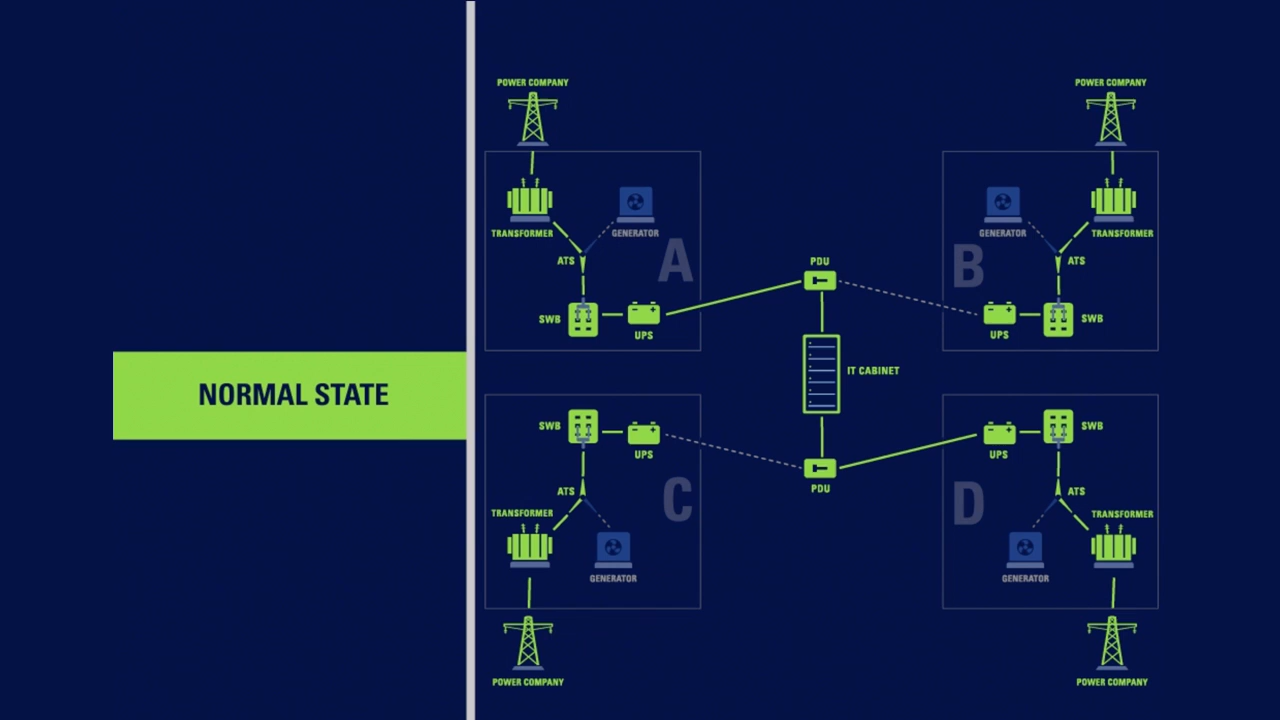 POWER COMPANY
POWER COMPANY
TRANSFORMER
GENERATOR
GENERATOR
TRANSFORMER
ATS
A
B
ATS
PDU
SWB
UPS
UPS
SWB
IT CABINET
NORMAL STATE
SWB
UPS
UPS
SWB
PDU
ATS
C
D
ATS
TRANSFORMER
TRANSFORMER
GENERATOR
GENERATOR
POWER COMPANY
POWER COMPANY